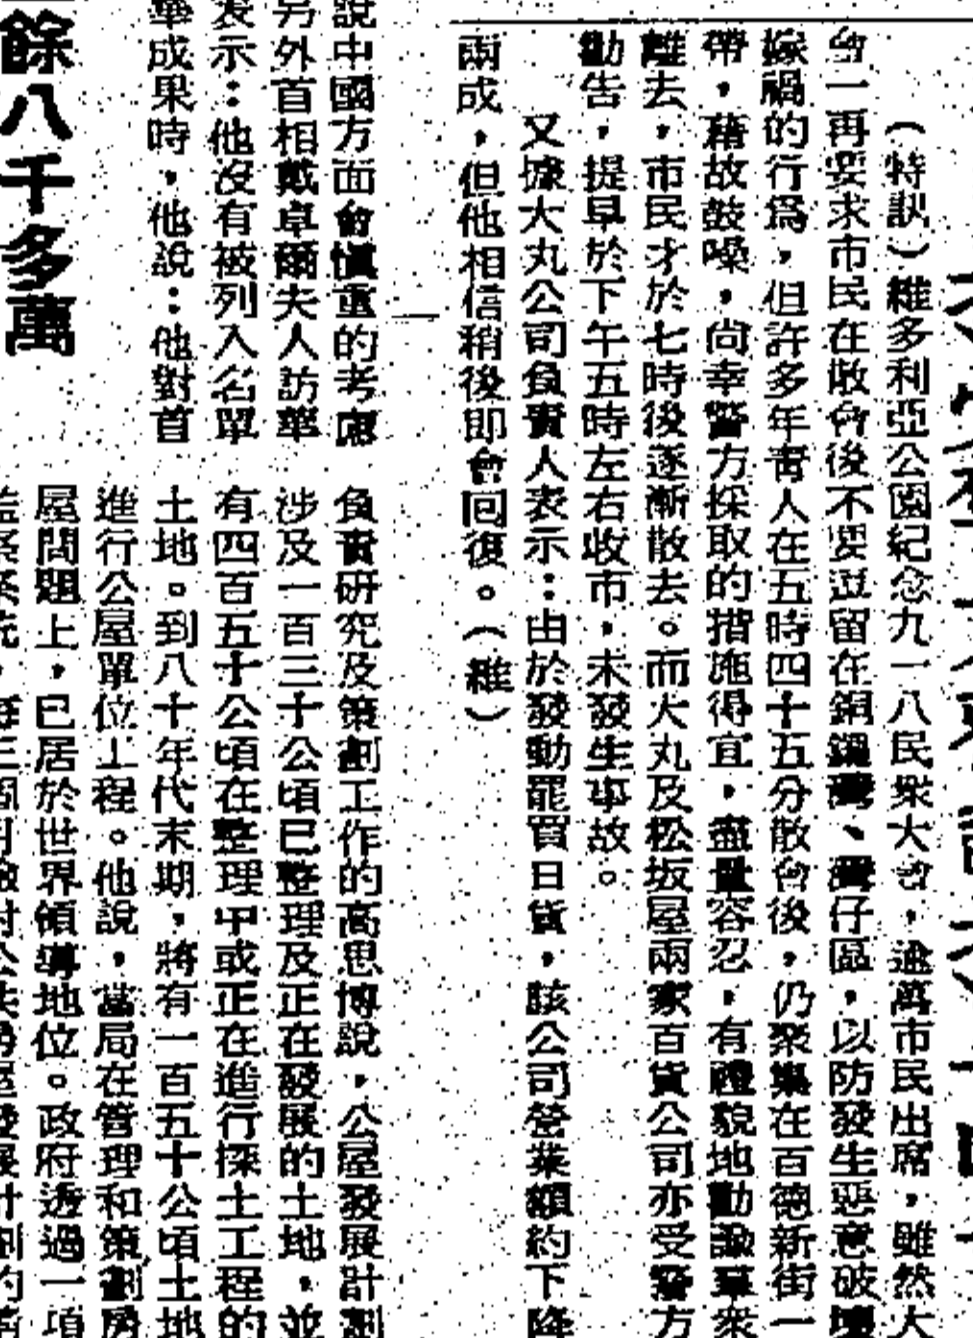 （特訊）維多利亞公園紀念九一八民衆大會，逾萬市民出席，雖然大
會一再要求市民在散會後不要逗留在銅鑼灣、灣仔區，以防發生惡意破壞
嫁禍的行爲，但許多年青人在五時四十五分散會後，仍聚集在百德新街一
帶，藉故鼓噪，尚幸警方採取的措施得宜，盡量容忍，有禮貌地勸諭羣衆
離去，市民才於七時後逐漸散去。而大丸及松坂屋兩家百貨公司亦受警方
勸告，提早於下午五時左右收市，未發生事故。
又據大丸公司負責人表示：由於發動罷買日貨，該公司營業額約下降
兩成，但他相信稍後即會回復。（維）
說中國方面會愼重的考慮
另外首相戴卓爾夫人訪華
表示：他沒有被列入名單
華成果時，他說：他對首
餘八千多萬
負責研究及策劃工作的高思博說，公屋發展計劃
涉及一百三十公頃已整理及正在發展的土地，並
有四百五十公頃在整理中或正在進行探土工程的
土地。到八十年代末期，將有一百五十公頃土地
進行公屋單位工程。他說，當局在管理和策劃房
屋問題上，已居於世界領導地位。政府透過一項